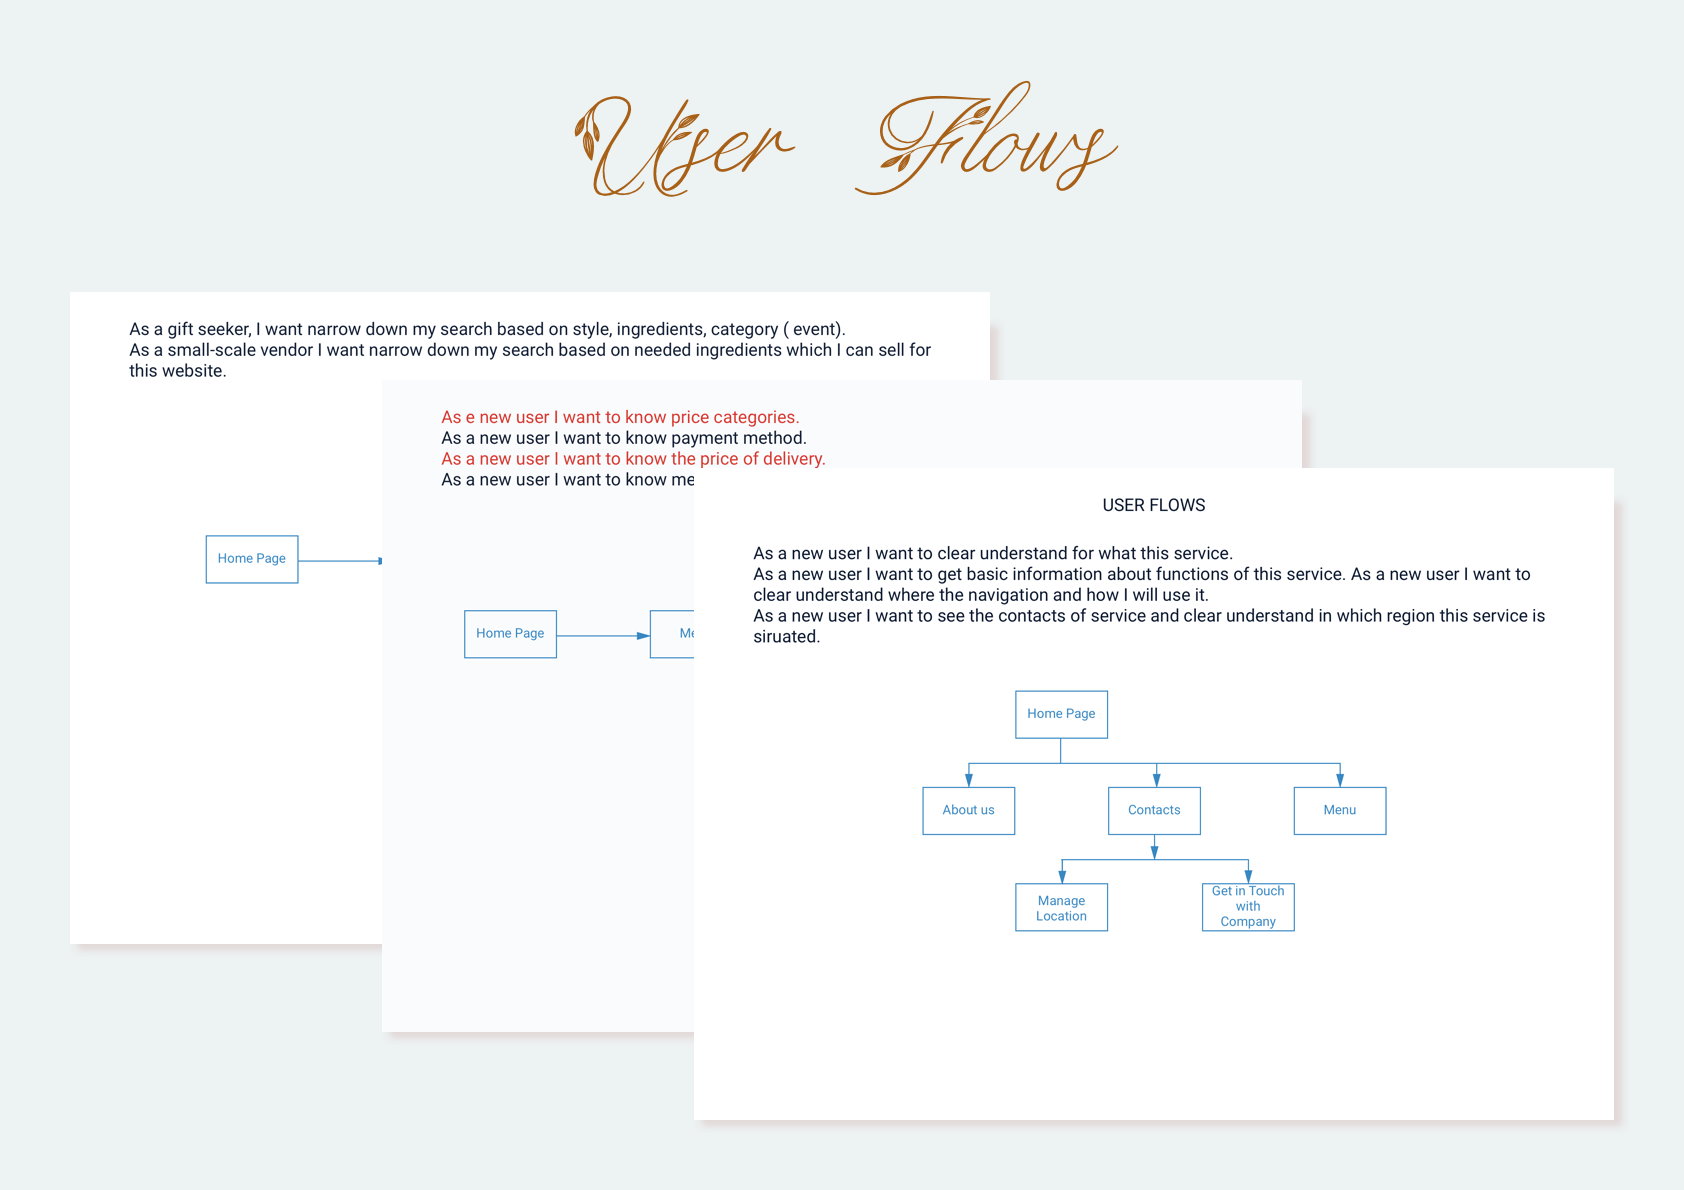 User Flows
As a gift seeker, I want narrow down my search based on style, ingredients, category ( event).
As a small-scale vendor I want narrow down my search based on needed ingredients which I can sell for
this website.
Home Page
As e new user I want to know price categories.
As a new user I want to know payment method.
As a new user I want to know the price of delivery.
As a new user I want to know
Home Page
USER FLOWS
As a new user I want to clear understand for what this service.
As a new user I want to get basic information about functions of this service. As a new user I want to
clear understand where the navigation and how I will use it.
As a new user I want to see the contacts of service and clear understand in which region this service is
siruated.
Home Page
About us
Contacts
Menu
Manage
Location
Get in Touch
with
Company